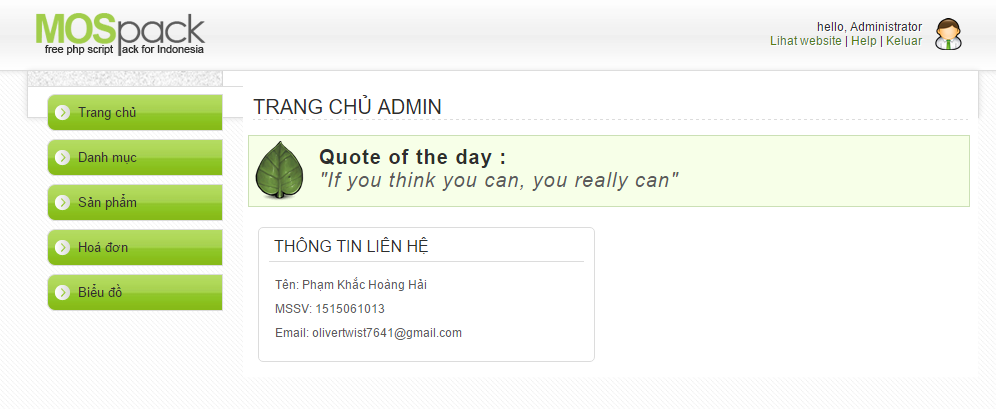 MOSpack
free php script pack for Indonesia
hello, Administrator
Lihat website | Help | Keluar
Trang chủ
Danh mục
Sản phẩm
Hoá đơn
Biểu đồ
TRANG CHỦ ADMIN
Quote of the day :
"If you think you can, you really can"
THÔNG TIN LIÊN HỆ
Tên: Phạm Khắc Hoàng Hải
MSSV: 1515061013
Email: olivertwist7641@gmail.com